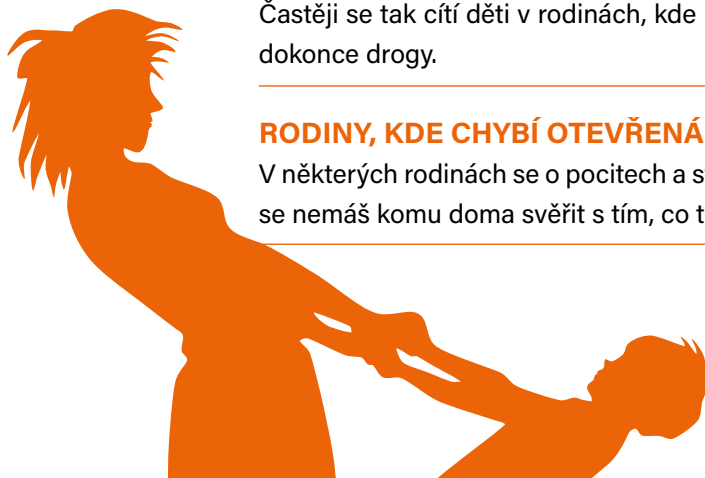 Častěji se tak cítí děti v rodinách, kde
dokonce drogy.
RODINY, KDE CHYBÍ OTEVŘENÁ
V některých rodinách se o pocitech a
se nemáš komu doma svěřit s tím, co